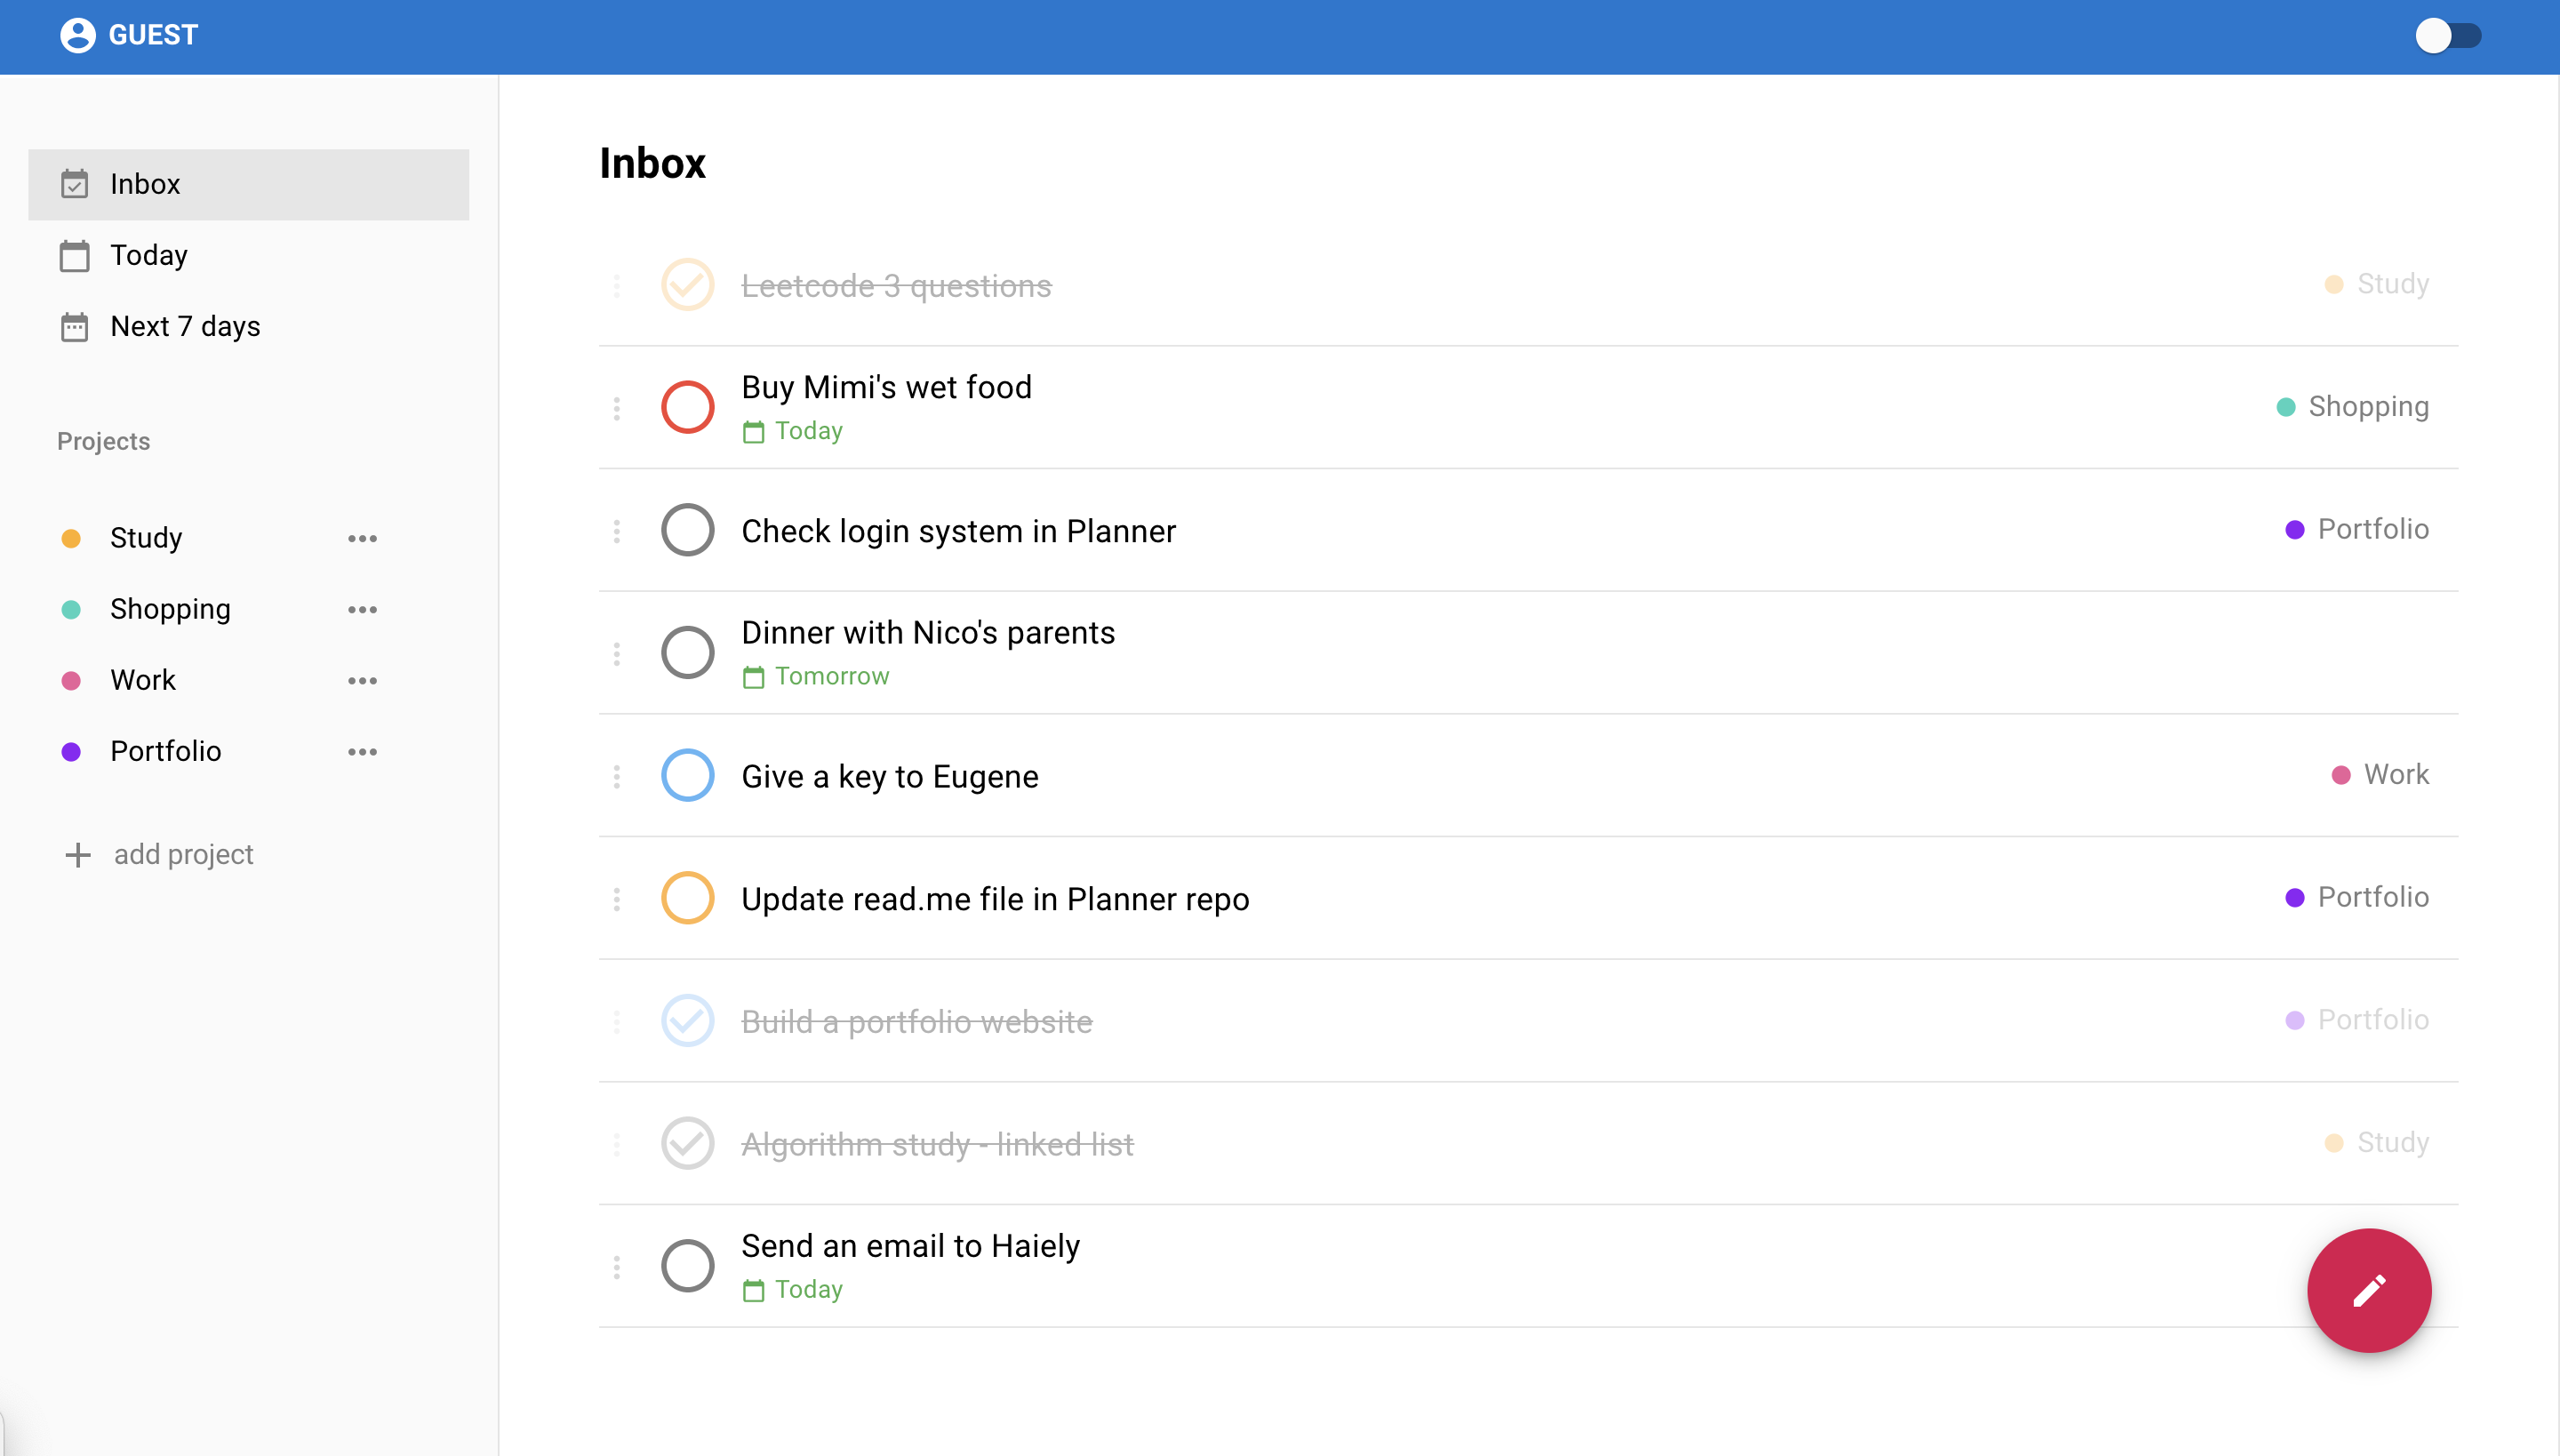 GUEST
Inbox
Today
Next 7 days
Projects
Study
Shopping
Work
Portfolio
add project
Inbox
Leetcode 3 questions
Study
Buy Mimi's wet food
Today
Shopping
Check login system in Planner
Portfolio
Dinner with Nico's parents
Tomorrow
Give a key to Eugene
Work
Update read.me file in Planner repo
Portfolio
Build a portfolio website
Portfolio
Algorithm study - linked list
Study
Send an email to Haiely
Today